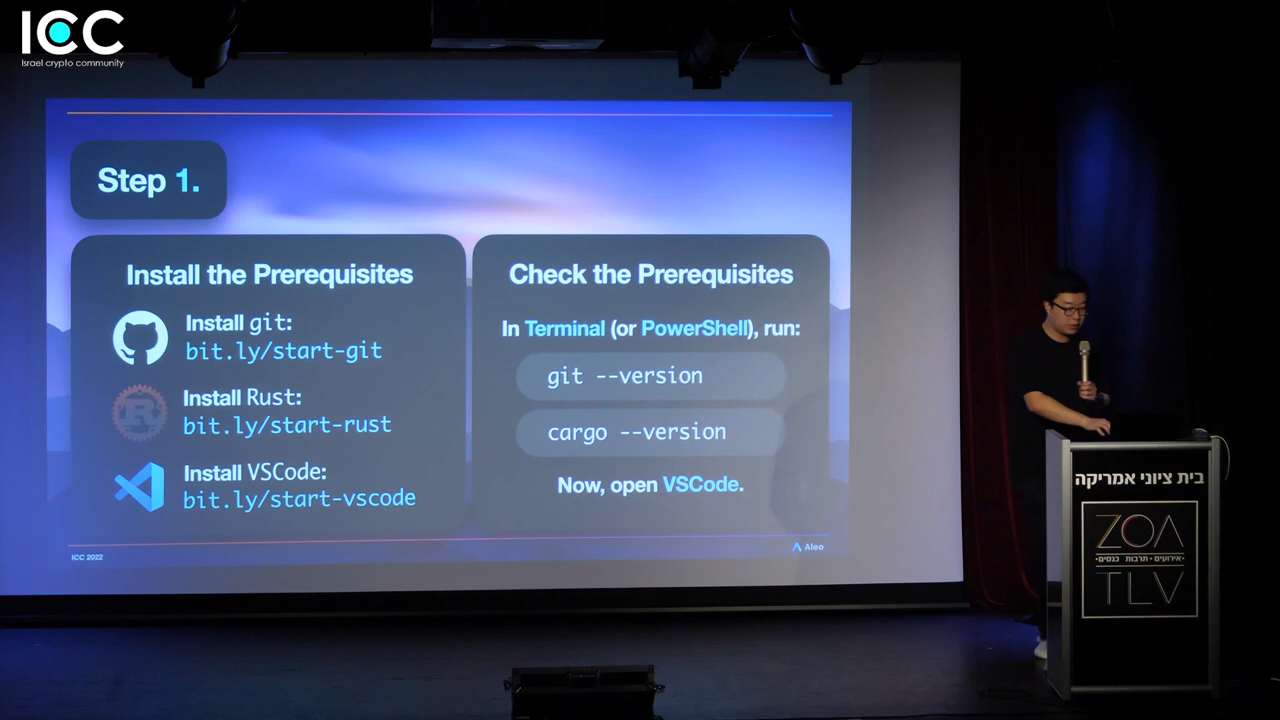 ICC
Israel crypto community
Step 1.
Install the Prerequisites
Install git:
bit.ly/start-git
Install Rust:
bit.ly/start-rust
Install VSCode:
bit.ly/start-vscode
Check the Prerequisites
In Terminal (or PowerShell), run:
git --version
cargo --version
Now, open VSCode.
ICC 2022
Aleo
בית ציוני אמריקה
ZOA
•אירועים • תרבות כנסים•
TLV